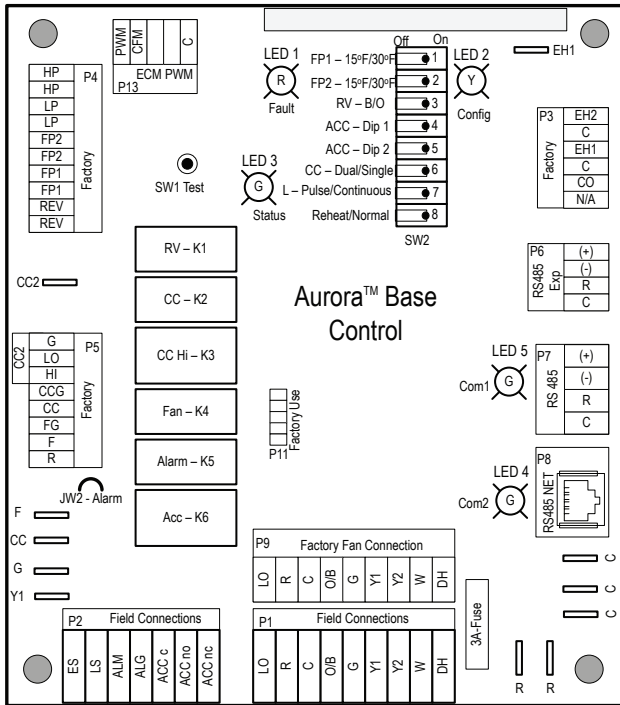 PWM
CFM
C
ECM PWM
P13
LED 1
R
Fault
Off
On
FP1 – 15ºF/30ºF
1
FP2 – 15ºF/30ºF
2
RV – B/O
3
ACC – Dip 1
4
ACC – Dip 2
5
CC – Dual/Single
6
L – Pulse/Continuous
7
Reheat/Normal
8
SW2
LED 2
Y
Config
EH1
HP
HP
LP
LP
FP2
FP2
FP1
FP1
REV
REV
P4
Factory
SW1 Test
LED 3
G
Status
P3
Factory
EH2
C
EH1
C
CO
N/A
RV – K1
CC – K2
CC Hi – K3
Fan – K4
Alarm – K5
Acc – K6
CC2
Aurora™ Base
Control
P6
RS485
Exp
(+)
(-)
R
C
CC2
G
LO
HI
CCG
CC
FG
F
R
P5
Factory
JW2 - Alarm
P11
Factory Use
LED 5
Com1
G
P7
RS 485
(+)
(-)
R
C
LED 4
Com2
G
P8
RS485 NET
F
CC
G
Y1
P9
Factory Fan Connection
LO
R
C
O/B
G
Y1
Y2
W
DH
3A-Fuse
C
C
C
P2
Field Connections
ES
LS
ALM
ALG
ACC c
ACC no
ACC nc
P1
Field Connections
LO
R
C
O/B
G
Y1
Y2
W
DH
R
R